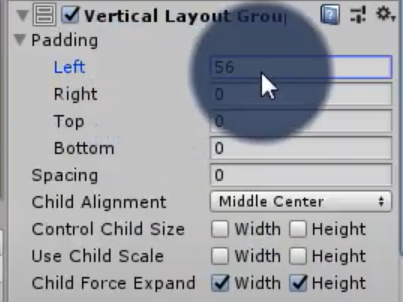 Vertical Layout Grou
Padding
Left 56
Right 0
Top 0
Bottom 0
Spacing 0
Child Alignment Middle Center
Control Child Size Width Height
Use Child Scale Width Height
Child Force Expand Width Height